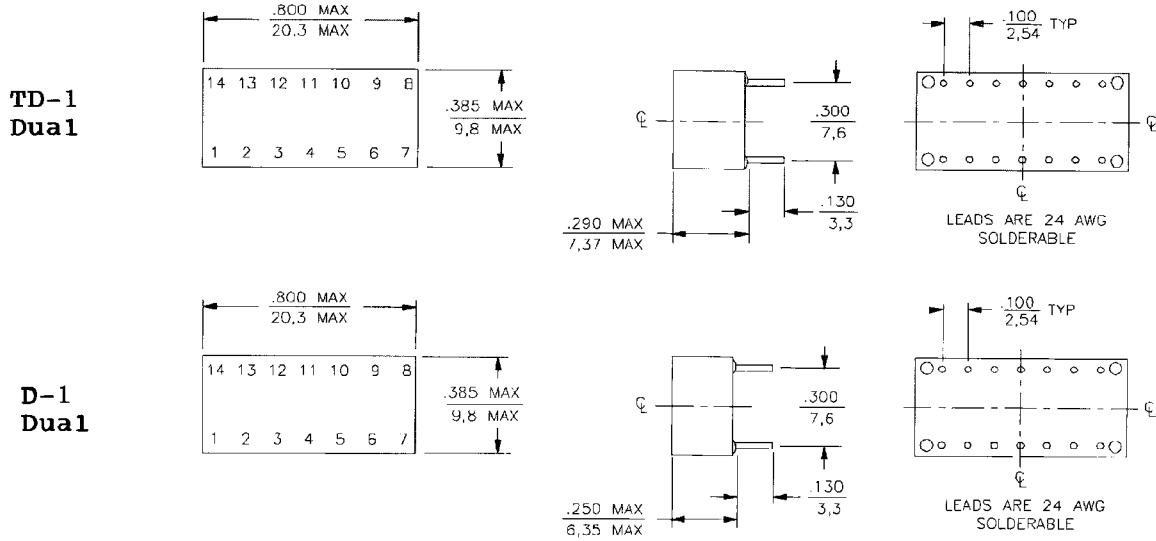 TD-1
Dual
.800 MAX
20,3 MAX
14 13 12 11 10 9 8
1 2 3 4 5 6 7
.385 MAX
9,8 MAX
℄
.300
7,6
.130
3,3
.290 MAX
7,37 MAX
.100 TYP
2,54
℄
℄
LEADS ARE 24 AWG
SOLDERABLE
D-1
Dual
.800 MAX
20,3 MAX
14 13 12 11 10 9 8
1 2 3 4 5 6 7
.385 MAX
9,8 MAX
℄
.300
7,6
.130
3,3
.250 MAX
6,35 MAX
.100 TYP
2,54
℄
℄
LEADS ARE 24 AWG
SOLDERABLE